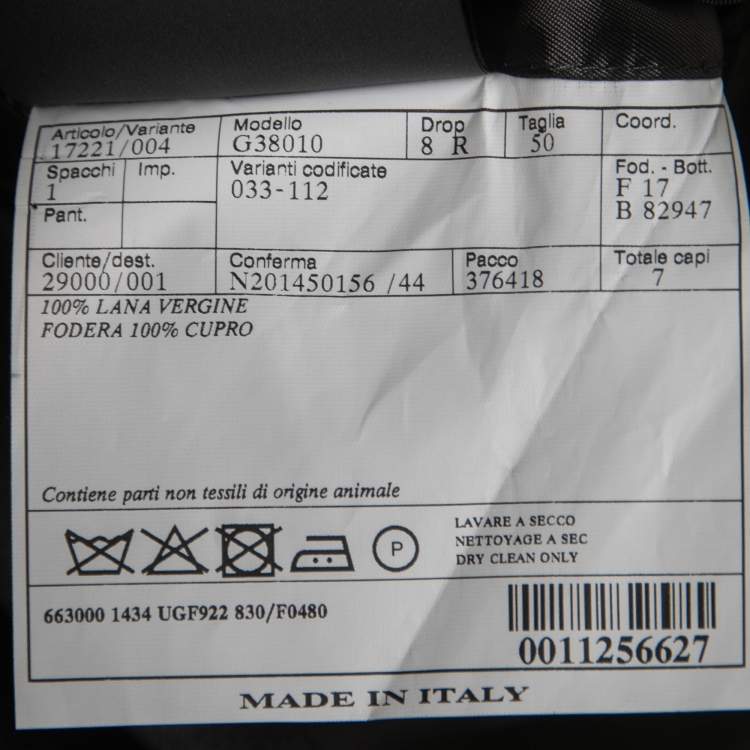 Articolo/Variante Modello Drop Taglia Coord.
17221/004 G38010 8 R 50
Spacchi Imp. Varianti codificate Fod. - Bott.
1 033-112 F 17
Pant. B 82947
Cliente/dest. Conferma Pacco Totale capi
29000/001 N201450156 /44 376418 7
100% LANA VERGINE
FODERA 100% CUPRO
Contiene parti non tessili di origine animale
P
LAVARE A SECCO
NETTOYAGE A SEC
DRY CLEAN ONLY
663000 1434 UGF922 830/F0480
0011256627
MADE IN ITALY